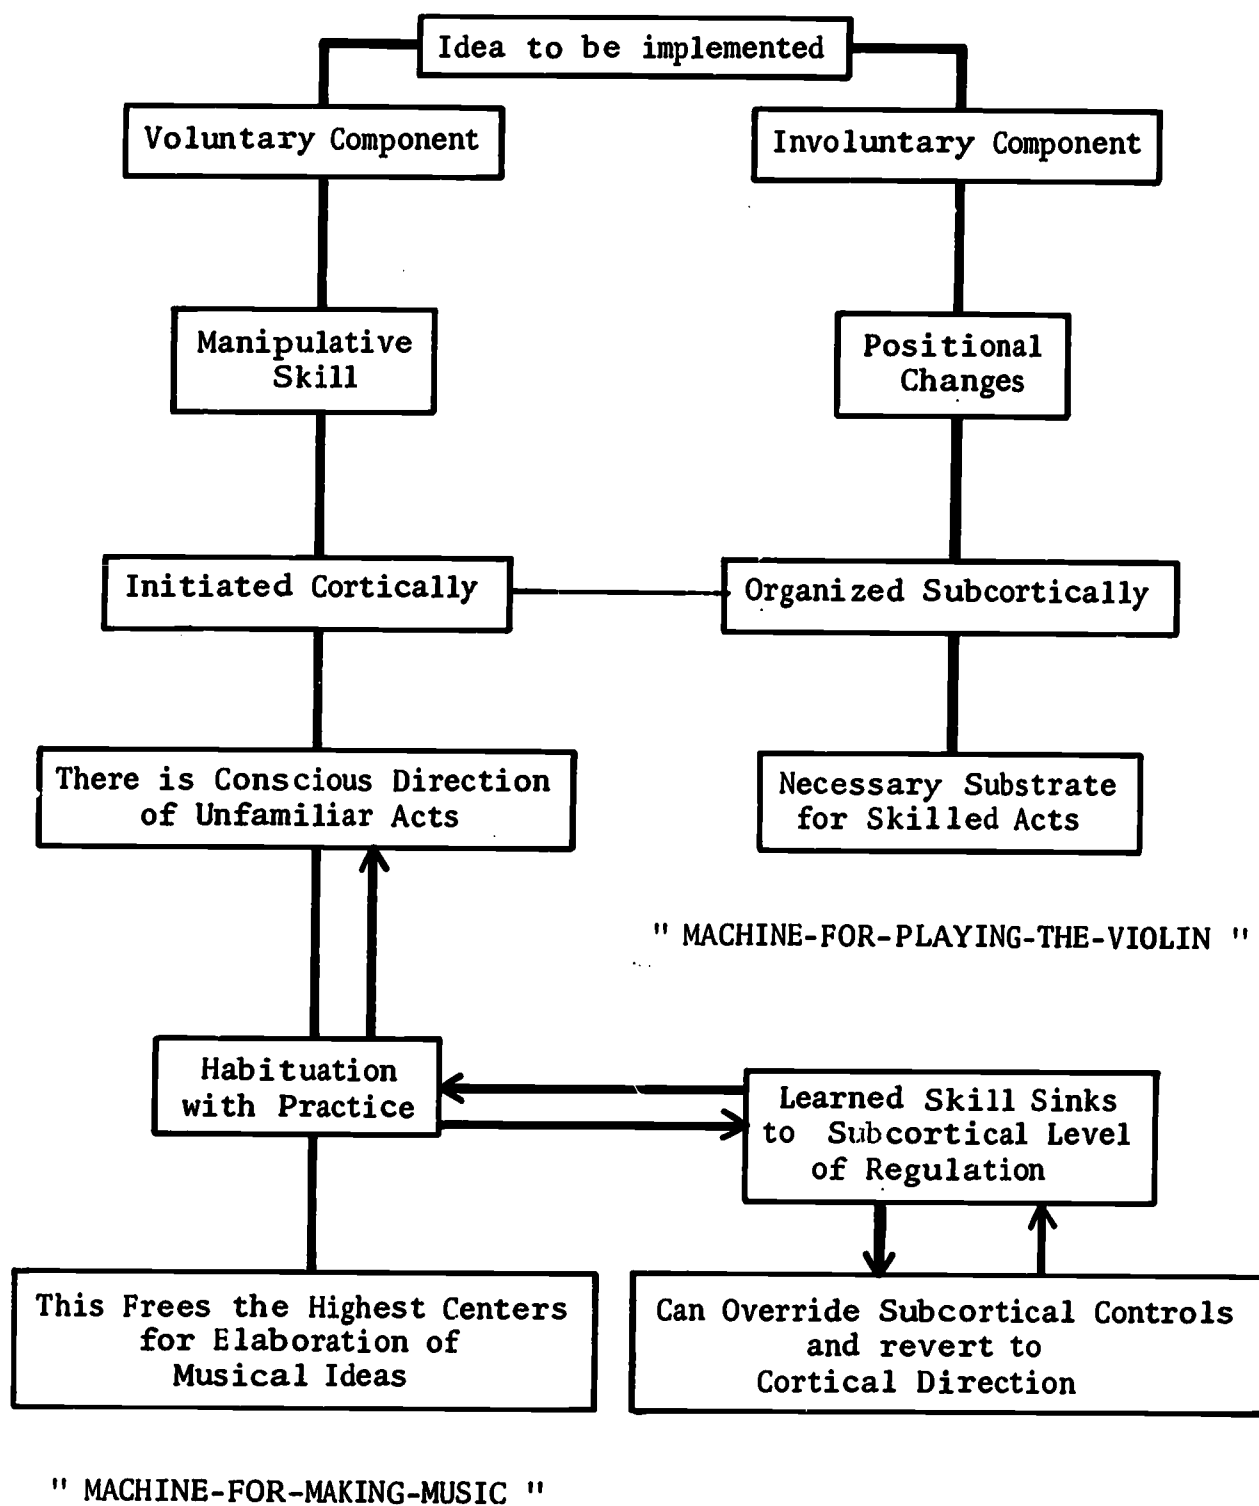 Idea to be implemented
Voluntary Component
Involuntary Component
Manipulative
Skill
Positional
Changes
Initiated Cortically
Organized Subcortically
There is Conscious Direction
of Unfamiliar Acts
Necessary Substrate
for Skilled Acts
" MACHINE-FOR-PLAYING-THE-VIOLIN "
Habituation
with Practice
Learned Skill Sinks
to Subcortical Level
of Regulation
This Frees the Highest Centers
for Elaboration of
Musical Ideas
Can Override Subcortical Controls
and revert to
Cortical Direction
" MACHINE-FOR-MAKING-MUSIC "